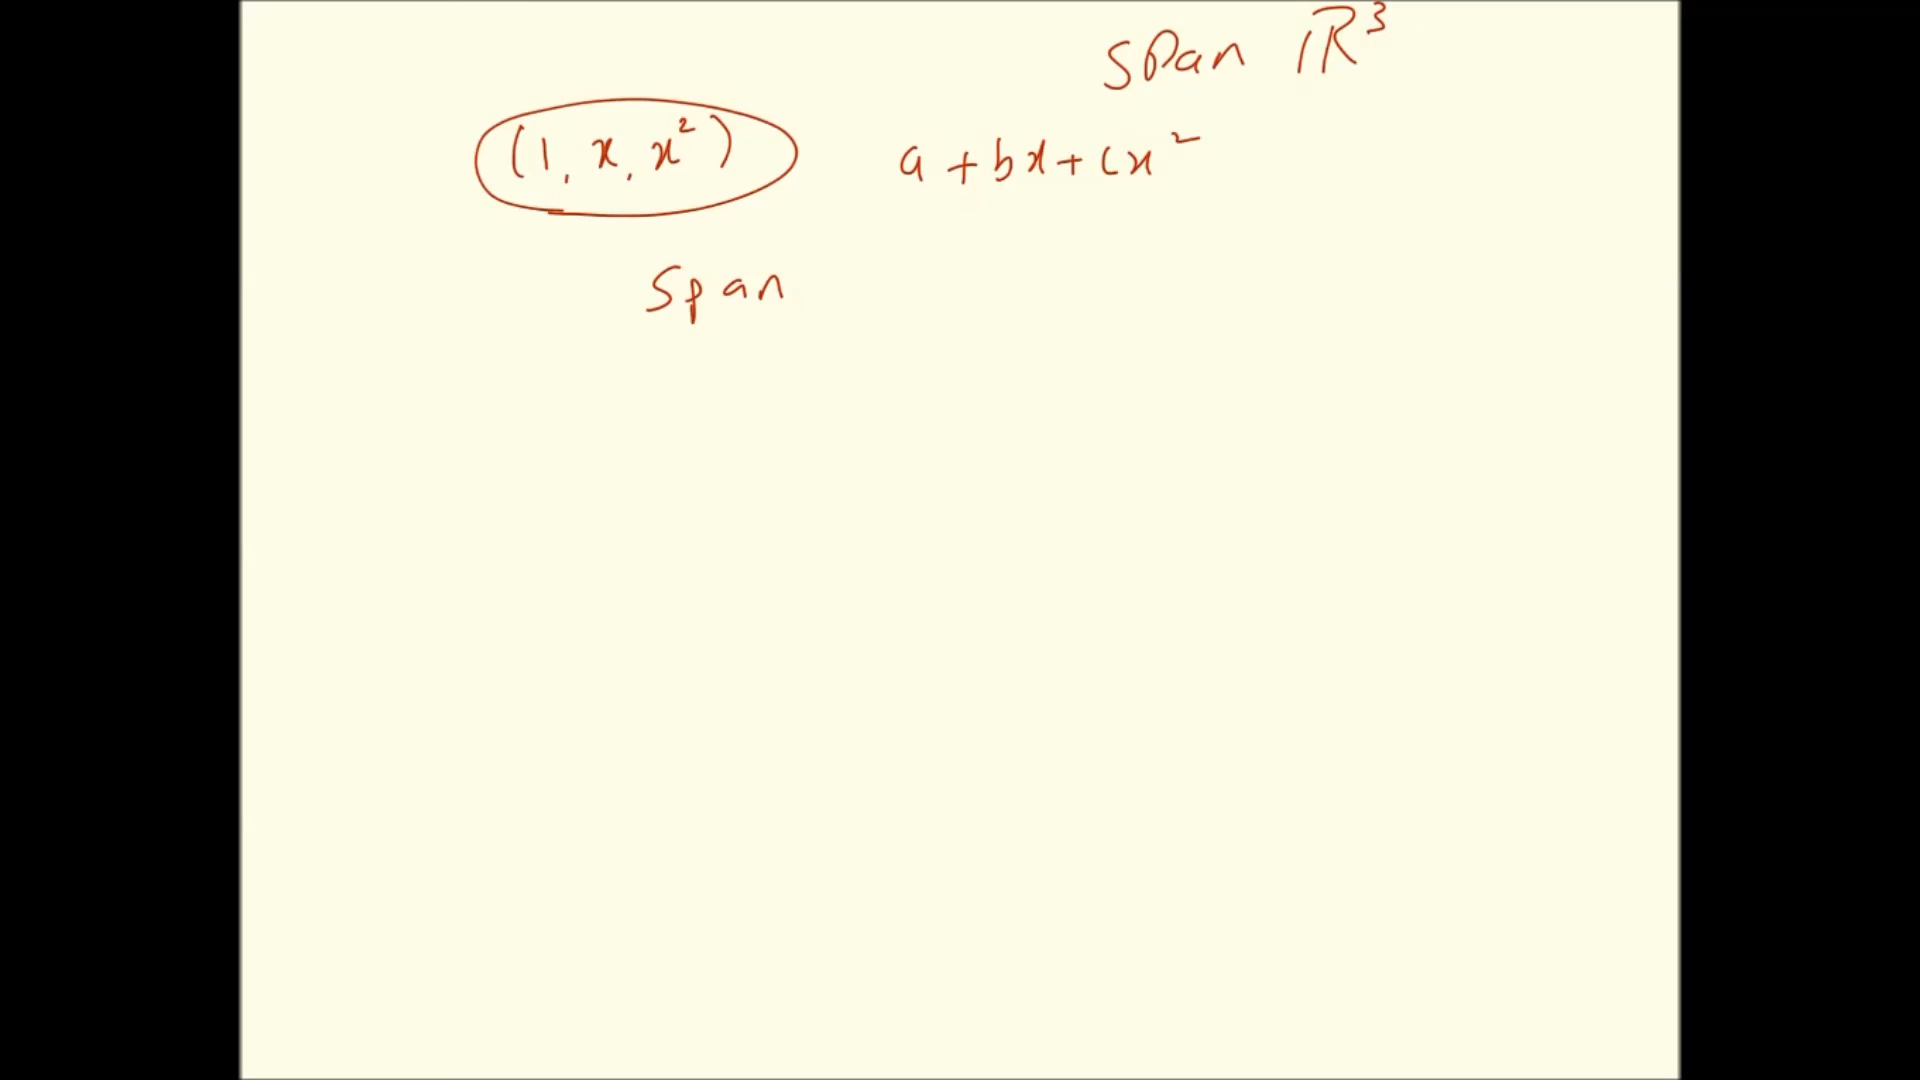 span ℝ³
(1, x, x²) a + bx + cx²
span